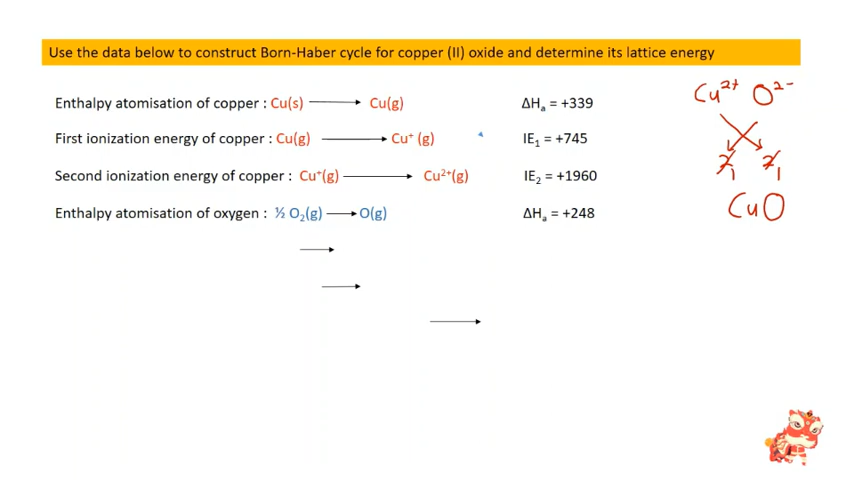 Use the data below to construct Born-Haber cycle for copper (II) oxide and determine its lattice energy
Enthalpy atomisation of copper : Cu(s) → Cu(g) ΔHₐ = +339
First ionization energy of copper : Cu(g) → Cu⁺ (g) IE₁ = +745
Second ionization energy of copper : Cu⁺(g) → Cu²⁺(g) IE₂ = +1960
Enthalpy atomisation of oxygen : ½ O₂(g) → O(g) ΔHₐ = +248
Cu²⁺ O²⁻
2 1 2 1
CuO